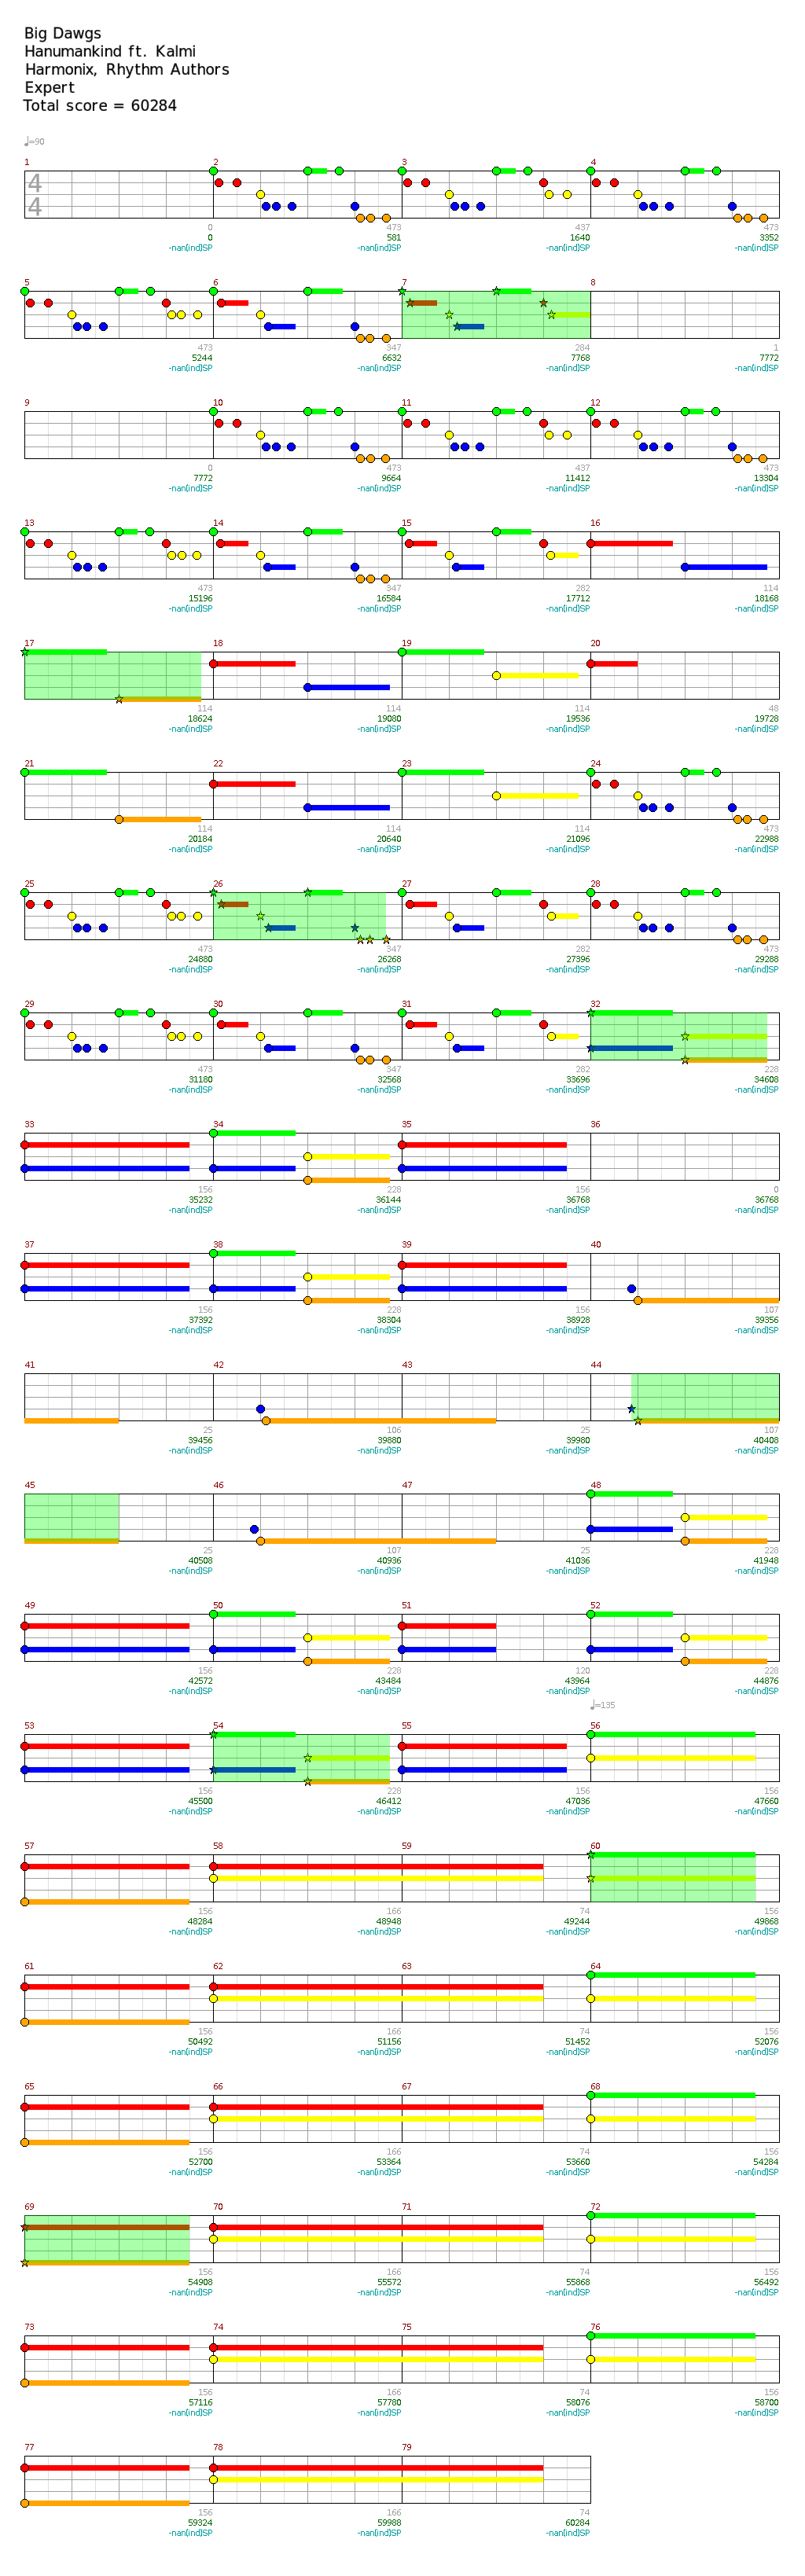 Big Dawgs
Hanumankind ft. Kalmi
Harmonix, Rhythm Authors
Expert
Total score = 60284
♩=90
1 2 3 4
4
4
0 473 437 473
0 581 1640 3352
-nan(ind)SP -nan(ind)SP -nan(ind)SP -nan(ind)SP
5 6 7 8
473 347 284 1
5244 6632 7768 7772
-nan(ind)SP -nan(ind)SP -nan(ind)SP -nan(ind)SP
9 10 11 12
0 473 437 473
7772 9664 11412 13304
-nan(ind)SP -nan(ind)SP -nan(ind)SP -nan(ind)SP
13 14 15 16
473 347 282 114
15196 16584 17712 18168
-nan(ind)SP -nan(ind)SP -nan(ind)SP -nan(ind)SP
17 18 19 20
114 114 114 48
18624 19080 19536 19728
-nan(ind)SP -nan(ind)SP -nan(ind)SP -nan(ind)SP
21 22 23 24
114 114 114 473
20184 20640 21096 22988
-nan(ind)SP -nan(ind)SP -nan(ind)SP -nan(ind)SP
25 26 27 28
473 347 282 473
24880 26268 27396 29288
-nan(ind)SP -nan(ind)SP -nan(ind)SP -nan(ind)SP
29 30 31 32
473 347 282 228
31180 32568 33696 34608
-nan(ind)SP -nan(ind)SP -nan(ind)SP -nan(ind)SP
33 34 35 36
156 228 156 0
35232 36144 36768 36768
-nan(ind)SP -nan(ind)SP -nan(ind)SP -nan(ind)SP
37 38 39 40
156 228 156 107
37392 38304 38928 39356
-nan(ind)SP -nan(ind)SP -nan(ind)SP -nan(ind)SP
41 42 43 44
25 106 25 107
39456 39880 39980 40408
-nan(ind)SP -nan(ind)SP -nan(ind)SP -nan(ind)SP
45 46 47 48
25 107 25 228
40508 40936 41036 41948
-nan(ind)SP -nan(ind)SP -nan(ind)SP -nan(ind)SP
49 50 51 52
156 228 120 228
42572 43484 43964 44876
-nan(ind)SP -nan(ind)SP -nan(ind)SP -nan(ind)SP
♩=135
53 54 55 56
156 228 156 156
45500 46412 47036 47660
-nan(ind)SP -nan(ind)SP -nan(ind)SP -nan(ind)SP
57 58 59 60
156 166 74 156
48284 48948 49244 49868
-nan(ind)SP -nan(ind)SP -nan(ind)SP -nan(ind)SP
61 62 63 64
156 166 74 156
50492 51156 51452 52076
-nan(ind)SP -nan(ind)SP -nan(ind)SP -nan(ind)SP
65 66 67 68
156 166 74 156
52700 53364 53660 54284
-nan(ind)SP -nan(ind)SP -nan(ind)SP -nan(ind)SP
69 70 71 72
156 166 74 156
54908 55572 55868 56492
-nan(ind)SP -nan(ind)SP -nan(ind)SP -nan(ind)SP
73 74 75 76
156 166 74 156
57116 57780 58076 58700
-nan(ind)SP -nan(ind)SP -nan(ind)SP -nan(ind)SP
77 78 79
156 166 74
59324 59988 60284
-nan(ind)SP -nan(ind)SP -nan(ind)SP